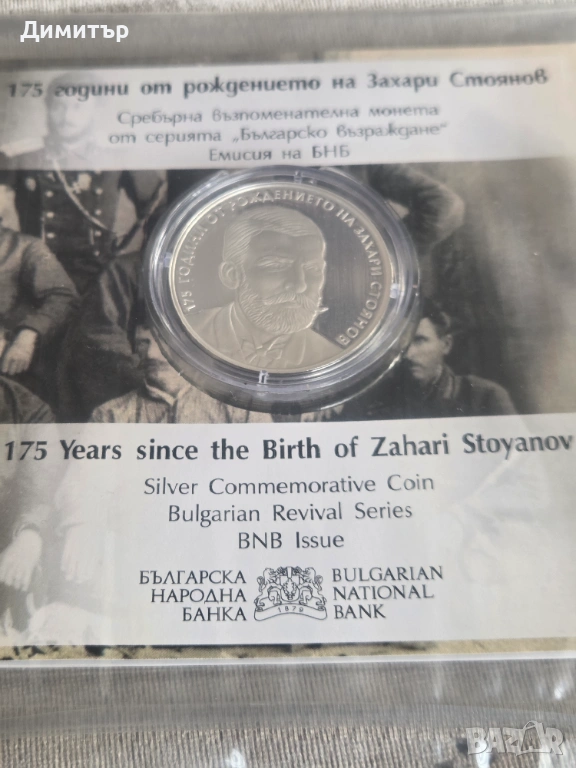 Димитър
175 години от рождението на Захари Стоянов
Сребърна възпоменателна монета
от серията „Българско възраждане“
Емисия на БНБ
175 ГОДИНИ ОТ РОЖДЕНИЕТО НА ЗАХАРИ СТОЯНОВ
175 Years since the Birth of Zahari Stoyanov
Silver Commemorative Coin
Bulgarian Revival Series
BNB Issue
БЪЛГАРСКА
НАРОДНА
БАНКА
1879
BULGARIAN
NATIONAL
BANK
BAZAR